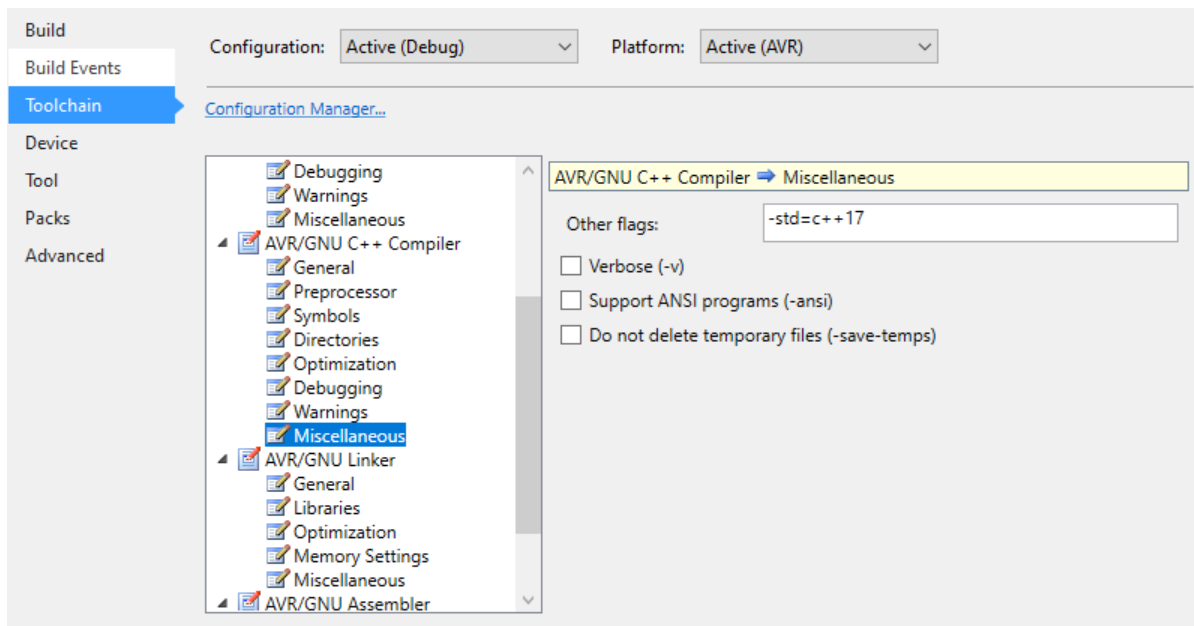 Build
Build Events
Toolchain
Device
Tool
Packs
Advanced
Configuration: Active (Debug) Platform: Active (AVR)
Configuration Manager...
Debugging
Warnings
Miscellaneous
AVR/GNU C++ Compiler
General
Preprocessor
Symbols
Directories
Optimization
Debugging
Warnings
Miscellaneous
AVR/GNU Linker
General
Libraries
Optimization
Memory Settings
Miscellaneous
AVR/GNU Assembler
AVR/GNU C++ Compiler ➡ Miscellaneous
Other flags: -std=c++17
Verbose (-v)
Support ANSI programs (-ansi)
Do not delete temporary files (-save-temps)